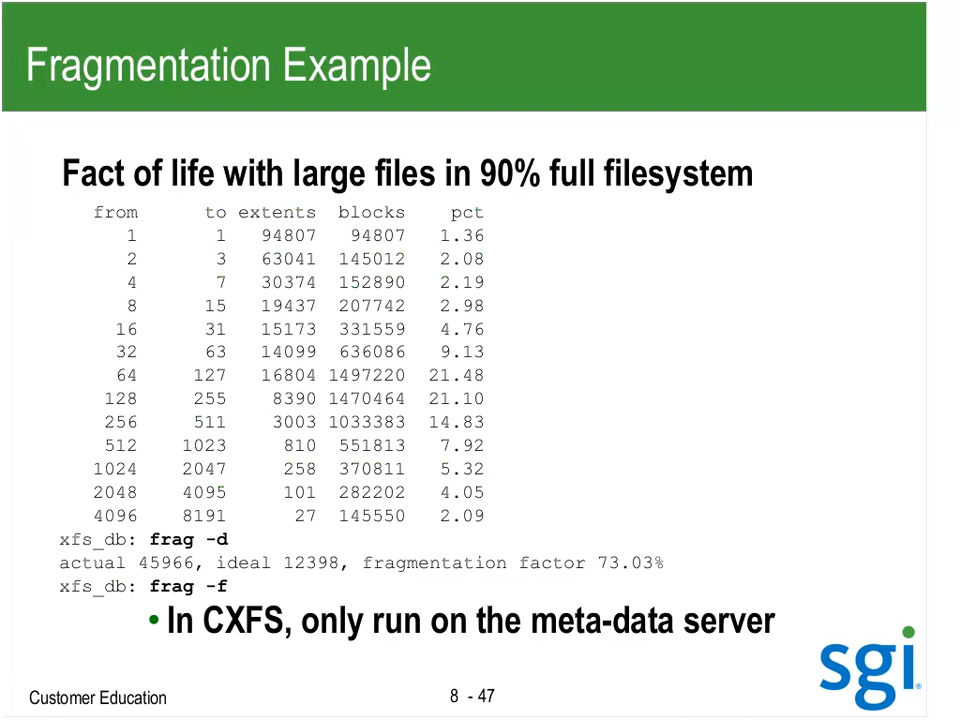 Fragmentation Example
Fact of life with large files in 90% full filesystem
from to extents blocks pct
1 1 94807 94807 1.36
2 3 63041 145012 2.08
4 7 30374 152890 2.19
8 15 19437 207742 2.98
16 31 15173 331559 4.76
32 63 14099 636086 9.13
64 127 16804 1497220 21.48
128 255 8390 1470464 21.10
256 511 3003 1033383 14.83
512 1023 810 551813 7.92
1024 2047 258 370811 5.32
2048 4095 101 282202 4.05
4096 8191 27 145550 2.09
xfs_db: frag -d
actual 45966, ideal 12398, fragmentation factor 73.03%
xfs_db: frag -f
• In CXFS, only run on the meta-data server
sgi®
Customer Education
8 - 47